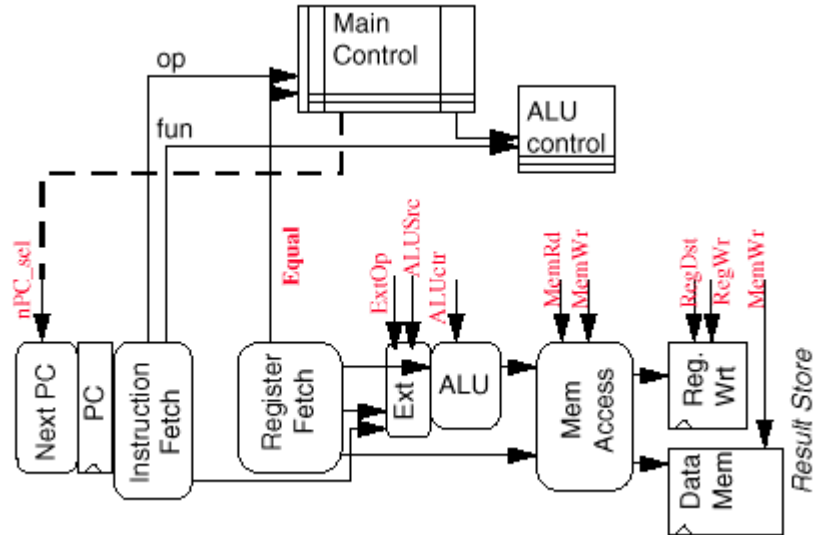 Main
Control
op
ALU
control
fun
nPC_sel
Equal
ExtOp
ALUSrc
ALUctr
MemRd
MemWr
RegDst
RegWr
MemWr
Next PC
PC
Instruction
Fetch
Register
Fetch
Ext
ALU
Mem
Access
Reg.
Wrt
Data
Mem
Result Store